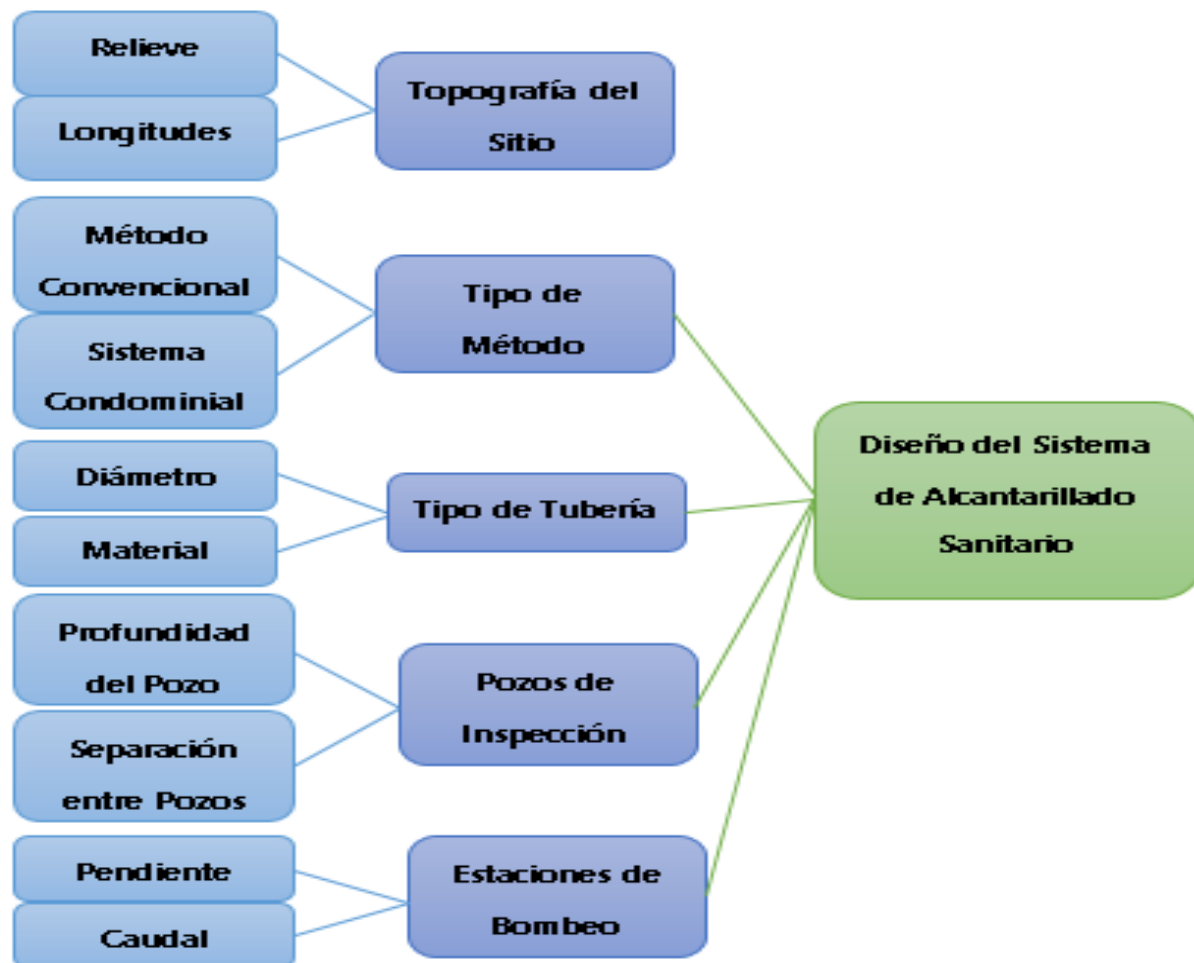 Relieve
Longitudes
Topografía del
Sitio
Método
Convencional
Sistema
Condominial
Tipo de
Método
Diámetro
Material
Tipo de Tubería
Profundidad
del Pozo
Separación
entre Pozos
Pozos de
Inspección
Pendiente
Caudal
Estaciones de
Bombeo
Diseño del Sistema
de Alcantarillado
Sanitario